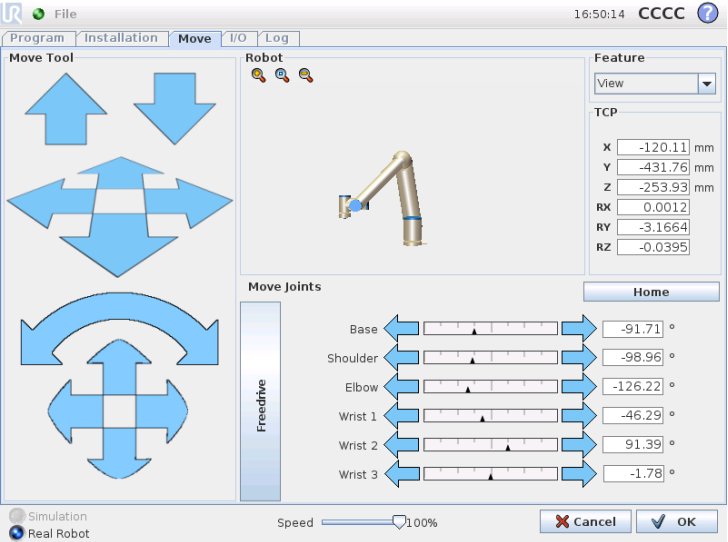 UR File 16:50:14 CCCC ?
Program Installation Move I/O Log
Move Tool
Robot
Feature
View
TCP
X -120.11 mm
Y -431.76 mm
Z -253.93 mm
RX 0.0012
RY -3.1664
RZ -0.0395
Move Joints
Home
Freedrive
Base -91.71 °
Shoulder -98.96 °
Elbow -126.22 °
Wrist 1 -46.29 °
Wrist 2 91.39 °
Wrist 3 -1.78 °
Simulation
Real Robot
Speed 100%
Cancel
OK